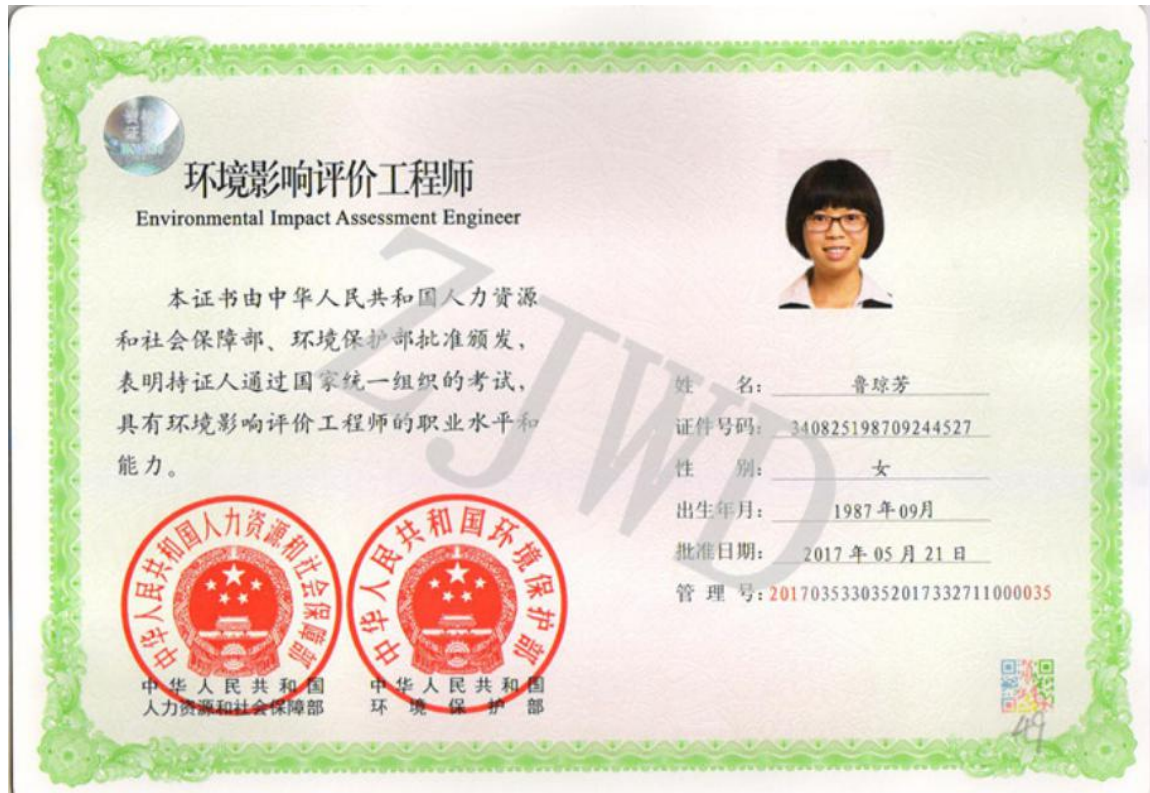 环境影响评价工程师
Environmental Impact Assessment Engineer
本证书由中华人民共和国人力资源
和社会保障部、环境保护部批准颁发，
表明持证人通过国家统一组织的考试，
具有环境影响评价工程师的职业水平和
能力。
中华人民共和国人力资源和社会保障部
中华人民共和国环境保护部
中华人民共和国
人力资源和社会保障部
中华人民共和国
环境保护部
ZJWD
姓 名: 鲁琼芳
证件号码: 340825198709244527
性 别: 女
出生年月: 1987年09月
批准日期: 2017年05月21日
管 理 号: 2017035330352017332711000035
49